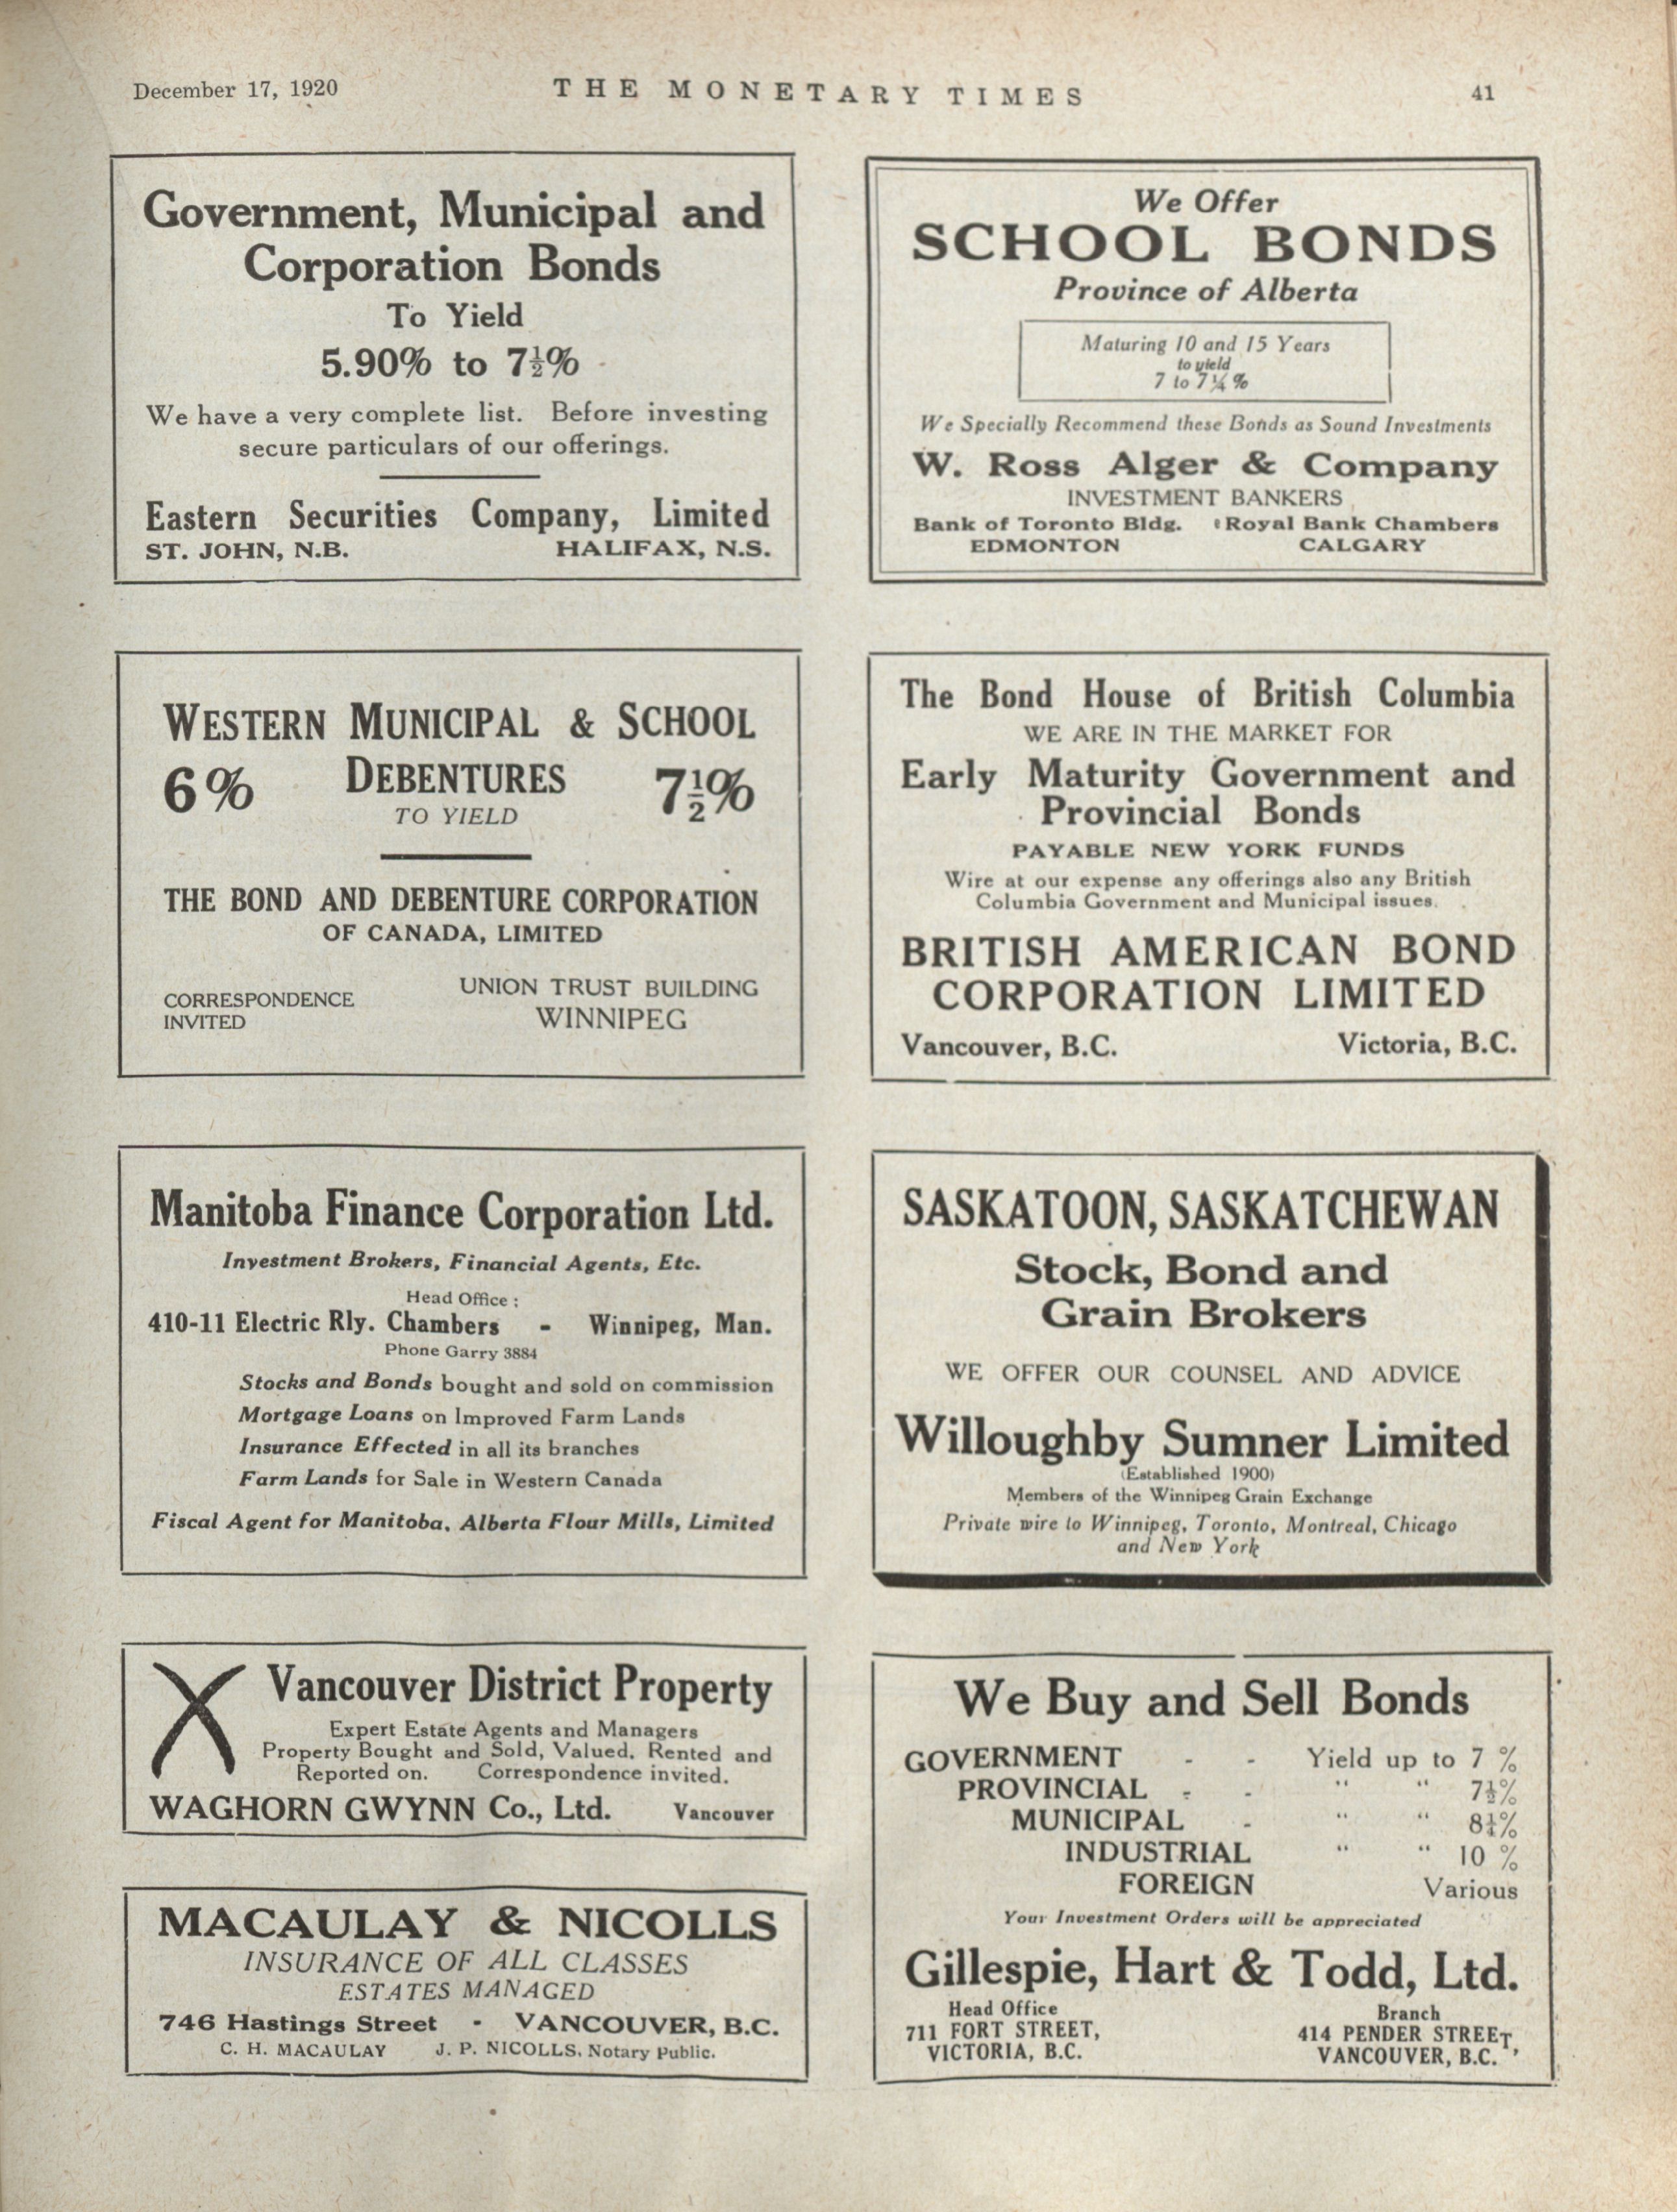 December 17, 1920
THE MONETARY TIMES
41
Government, Municipal and
Corporation Bonds
To Yield
5.90% to 7½%
We have a very complete list. Before investing
secure particulars of our offerings.
Eastern Securities Company, Limited
ST. JOHN, N.B. HALIFAX, N.S.
We Offer
SCHOOL BONDS
Province of Alberta
Maturing 10 and 15 Years
to yield
7 to 7¼%
We Specially Recommend these Bonds as Sound Investments
W. Ross Alger & Company
INVESTMENT BANKERS
Bank of Toronto Bldg. Royal Bank Chambers
EDMONTON CALGARY
WESTERN MUNICIPAL & SCHOOL
6% DEBENTURES 7½%
TO YIELD
THE BOND AND DEBENTURE CORPORATION
OF CANADA, LIMITED
CORRESPONDENCE
INVITED
UNION TRUST BUILDING
WINNIPEG
The Bond House of British Columbia
WE ARE IN THE MARKET FOR
Early Maturity Government and
Provincial Bonds
PAYABLE NEW YORK FUNDS
Wire at our expense any offerings also any British
Columbia Government and Municipal issues.
BRITISH AMERICAN BOND
CORPORATION LIMITED
Vancouver, B.C. Victoria, B.C.
Manitoba Finance Corporation Ltd.
Investment Brokers, Financial Agents, Etc.
Head Office :
410-11 Electric Rly. Chambers - Winnipeg, Man.
Phone Garry 3884
Stocks and Bonds bought and sold on commission
Mortgage Loans on Improved Farm Lands
Insurance Effected in all its branches
Farm Lands for Sale in Western Canada
Fiscal Agent for Manitoba, Alberta Flour Mills, Limited
SASKATOON, SASKATCHEWAN
Stock, Bond and
Grain Brokers
WE OFFER OUR COUNSEL AND ADVICE
Willoughby Sumner Limited
(Established 1900)
Members of the Winnipeg Grain Exchange
Private wire to Winnipeg, Toronto, Montreal, Chicago
and New York
X Vancouver District Property
Expert Estate Agents and Managers
Property Bought and Sold, Valued, Rented and
Reported on. Correspondence invited.
WAGHORN GWYNN Co., Ltd. Vancouver
MACAULAY & NICOLLS
INSURANCE OF ALL CLASSES
ESTATES MANAGED
746 Hastings Street - VANCOUVER, B.C.
C. H. MACAULAY J. P. NICOLLS, Notary Public.
We Buy and Sell Bonds
GOVERNMENT - - Yield up to 7 %
PROVINCIAL - - " " 7½%
MUNICIPAL - " " 8¼%
INDUSTRIAL " " 10 %
FOREIGN Various
Your Investment Orders will be appreciated
Gillespie, Hart & Todd, Ltd.
Head Office
711 FORT STREET,
VICTORIA, B.C.
Branch
414 PENDER STREET,
VANCOUVER, B.C.